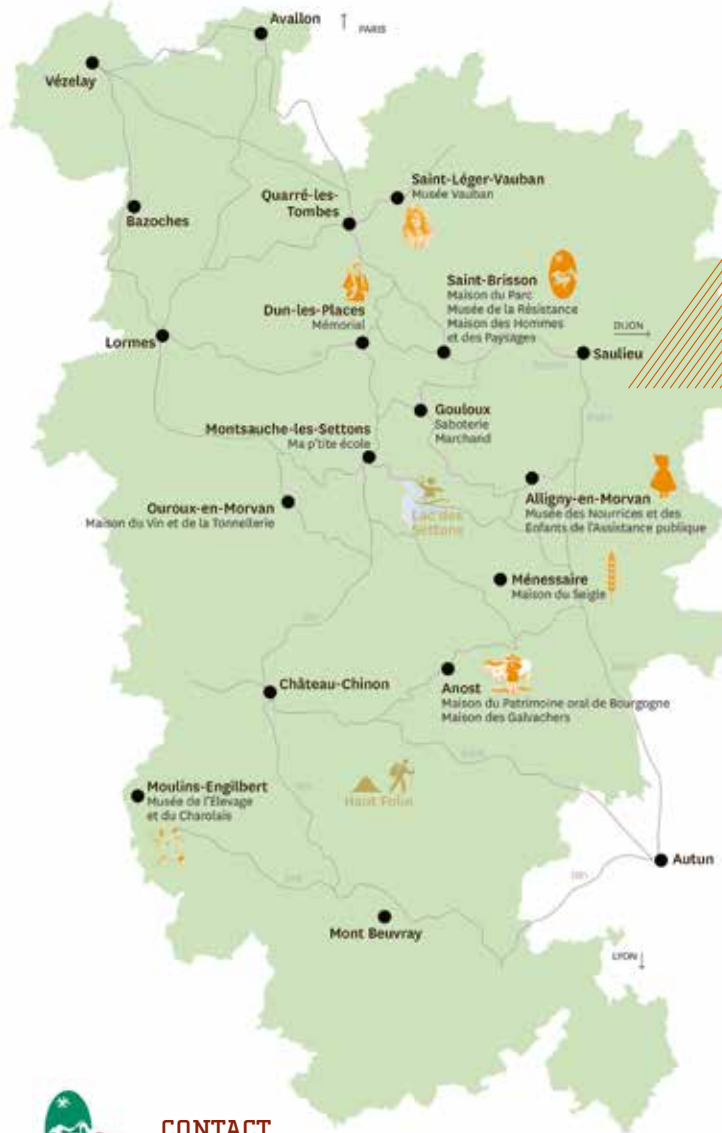 Avallon
PARIS
Vézelay
Saint-Léger-Vauban
Musée Vauban
Quarré-les-
Tombes
Bazoches
Saint-Brisson
Maison du Parc
Musée de la Résistance
Maison des Hommes
et des Paysages
Dun-les-Places
Mémorial
DIJON
Lormes
Saulieu
Gouloux
Saboterie
Marchand
Montsauche-les-Settons
Ma p'tite école
Lac des
Settons
Alligny-en-Morvan
Musée des Nourrices et des
Enfants de l'Assistance publique
Ouroux-en-Morvan
Maison du Vin et de la Tonnellerie
Ménessaire
Maison du Seigle
Château-Chinon
Anost
Maison du Patrimoine oral de Bourgogne
Maison des Galvachers
Moulins-Engilbert
Musée de l'Élevage
et du Charolais
Haut Folin
Autun
Mont Beuvray
LYON
CONTACT